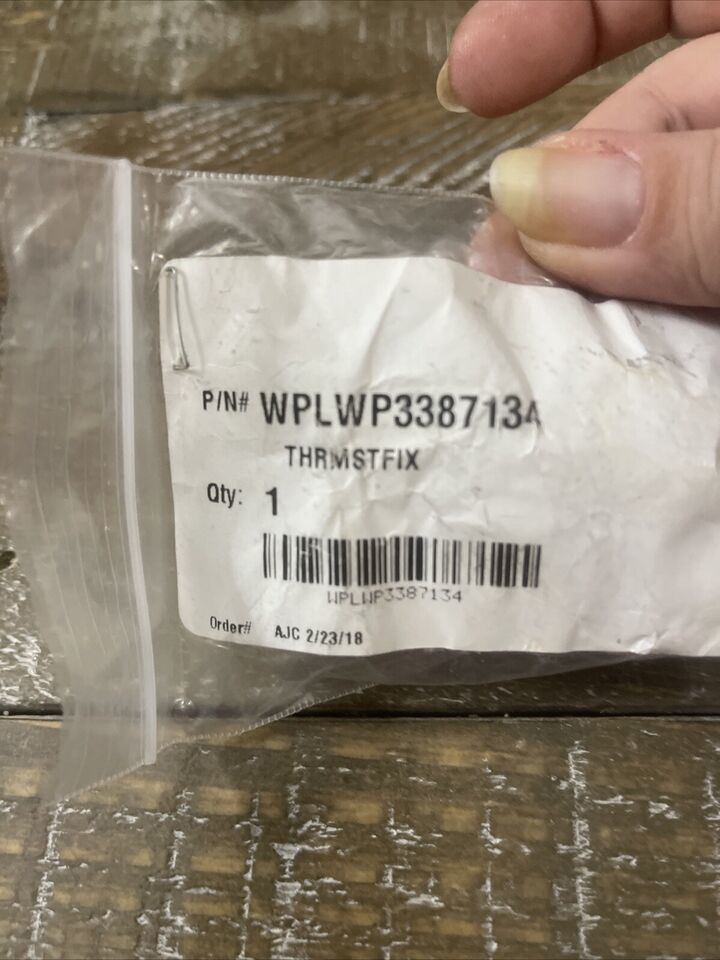 P/N# WPLWP3387134
THRMSTFIX
Qty: 1
WPLWP3387134
Order# AJC 2/23/18